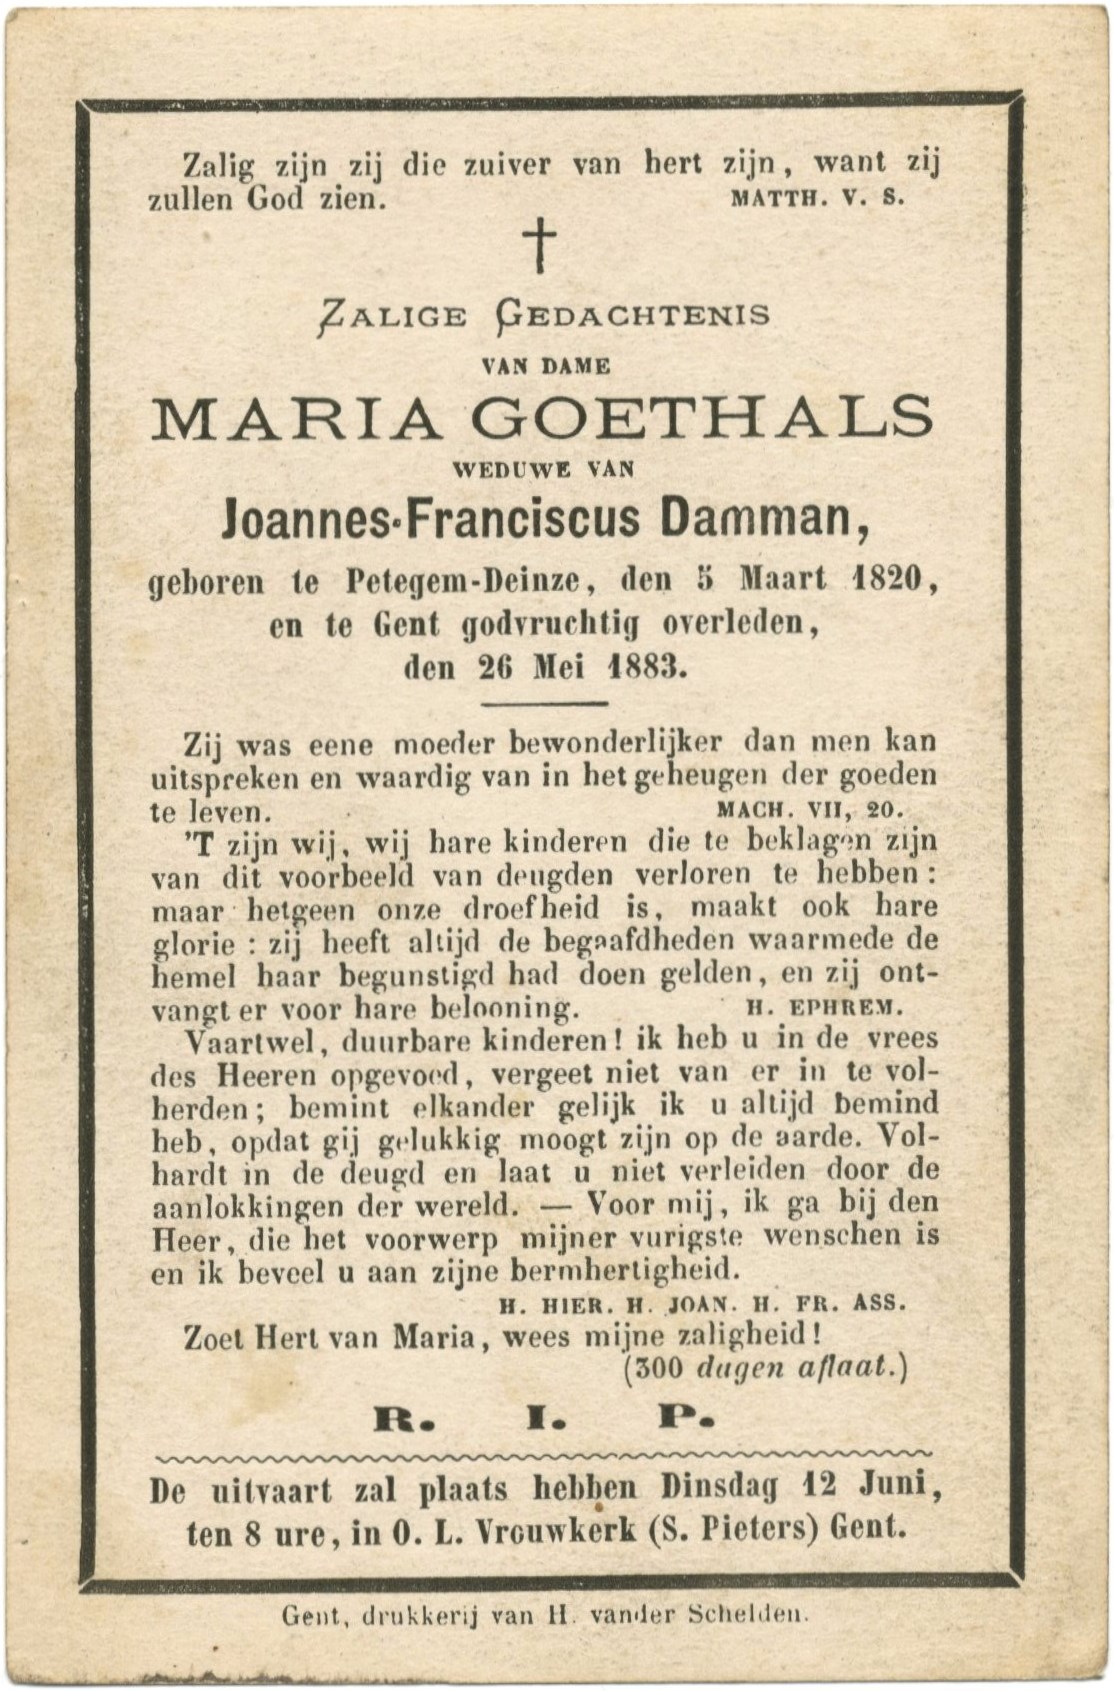 Zalig zijn zij die zuiver van hert zijn, want zij
zullen God zien. MATTH. V. S.
ZALIGE GEDACHTENIS
VAN DAME
MARIA GOETHALS
WEDUWE VAN
Joannes-Franciscus Damman,
geboren te Petegem-Deinze, den 5 Maart 1820,
en te Gent godvruchtig overleden,
den 26 Mei 1883.
Zij was eene moeder bewonderlijker dan men kan
uitspreken en waardig van in het geheugen der goeden
te leven. MACH. VII, 20.
'T zijn wij, wij hare kinderen die te beklagen zijn
van dit voorbeeld van deugden verloren te hebben:
maar hetgeen onze droefheid is, maakt ook hare
glorie : zij heeft altijd de begaafdheden waarmede de
hemel haar begunstigd had doen gelden, en zij ont-
vangt er voor hare belooning. H. EPHREM.
Vaartwel, duurbare kinderen! ik heb u in de vrees
des Heeren opgevoed, vergeet niet van er in te vol-
herden; bemint elkander gelijk ik u altijd bemind
heb, opdat gij gelukkig moogt zijn op de aarde. Vol-
hardt in de deugd en laat u niet verleiden door de
aanlokkingen der wereld. — Voor mij, ik ga bij den
Heer, die het voorwerp mijner vurigste wenschen is
en ik beveel u aan zijne bermhertigheid.
H. HIER. H. JOAN. H. FR. ASS.
Zoet Hert van Maria, wees mijne zaligheid!
(300 dagen aflaat.)
R. I. P.
De uitvaart zal plaats hebben Dinsdag 12 Juni,
ten 8 ure, in O. L. Vrouwkerk (S. Pieters) Gent.
Gent, drukkerij van H. vander Schelden.